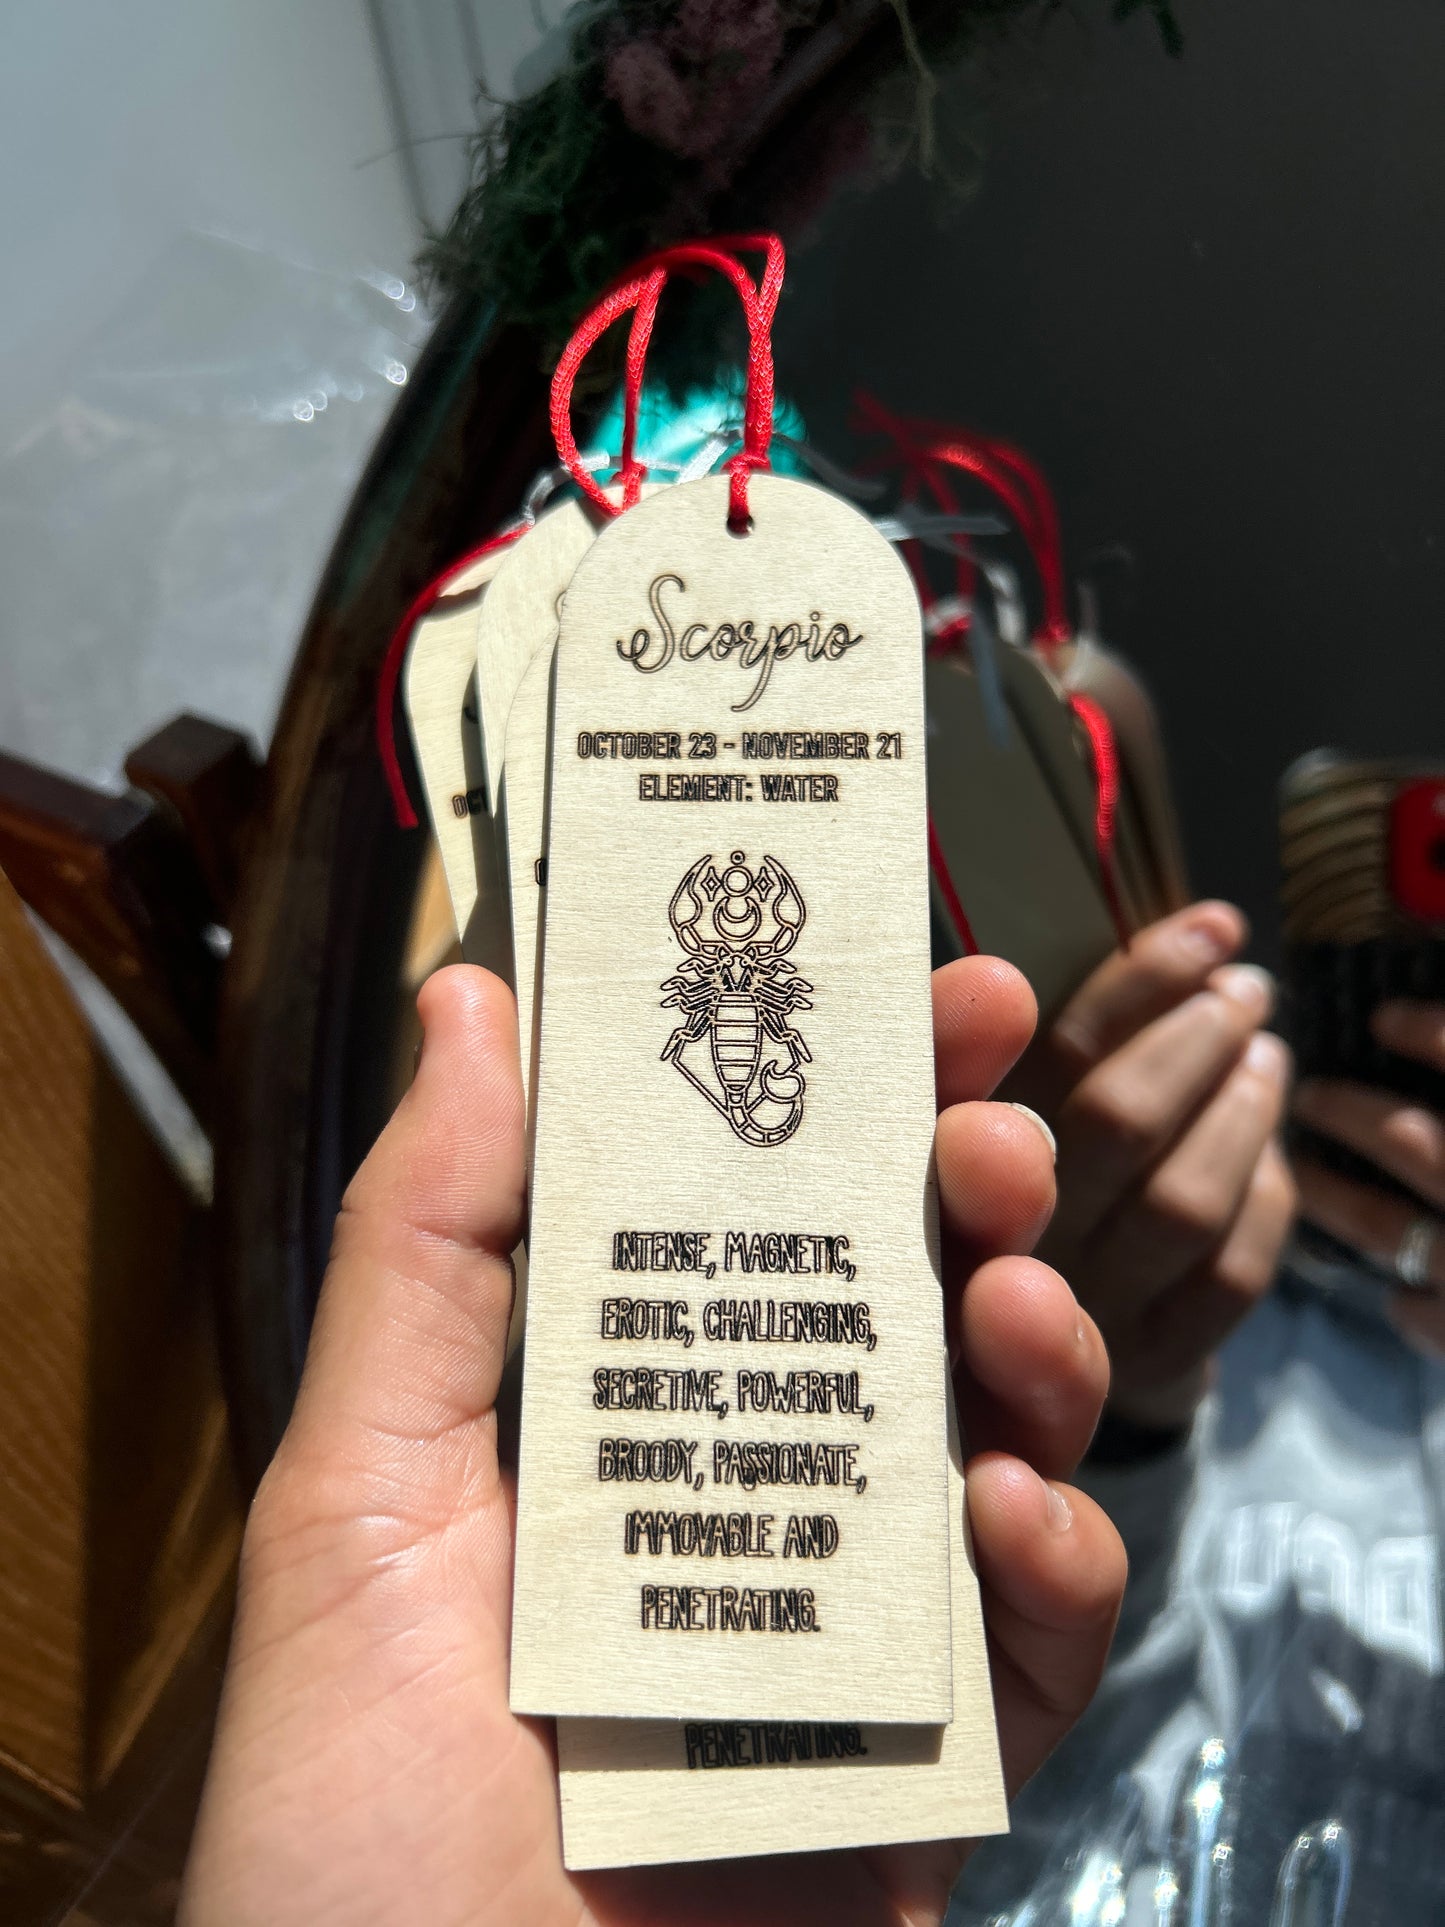 Scorpio
OCTOBER 23 - NOVEMBER 21
ELEMENT: WATER
INTENSE, MAGNETIC,
EROTIC, CHALLENGING,
SECRETIVE, POWERFUL,
BROODY, PASSIONATE,
IMMOVABLE AND
PENETRATING.
PENETRATING.